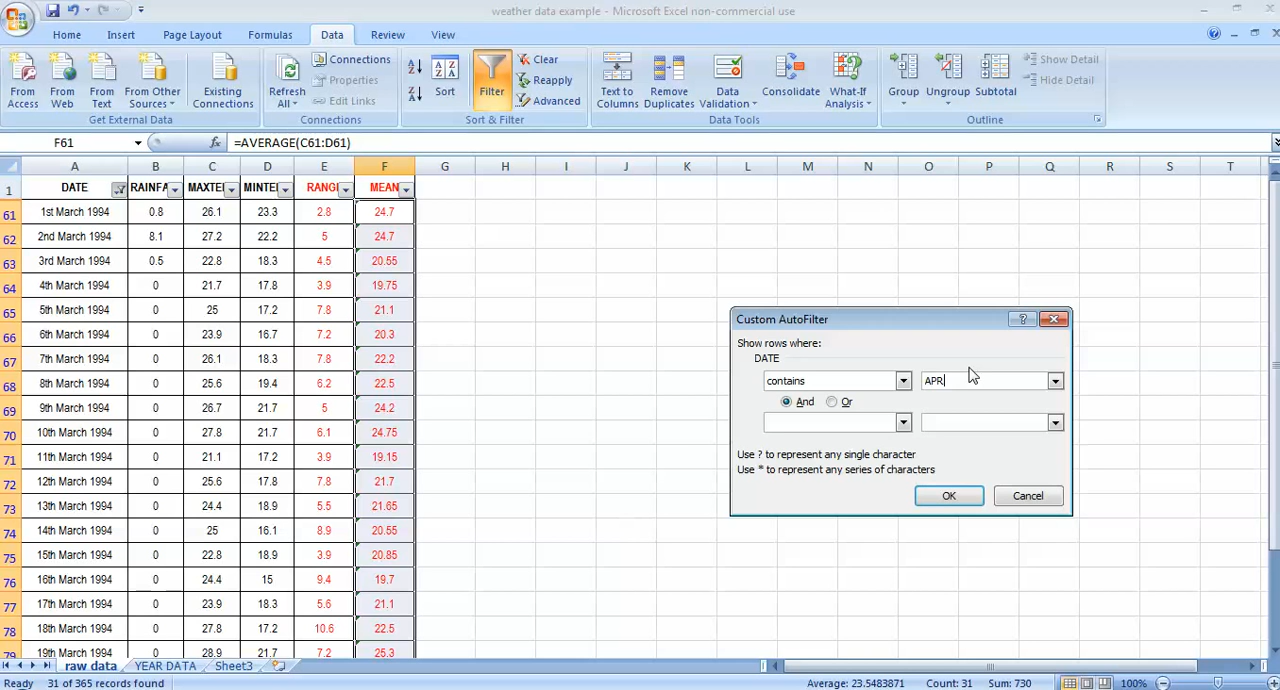 weather data example - Microsoft Excel non-commercial use
Home Insert Page Layout Formulas Data Review View
From Access
From Web
From Text
From Other Sources
Existing Connections
Get External Data
Refresh All
Connections
Properties
Edit Links
Connections
Sort
Filter
Clear
Reapply
Advanced
Sort & Filter
Text to Columns
Remove Duplicates
Data Validation
Consolidate
What-If Analysis
Data Tools
Group
Ungroup
Subtotal
Show Detail
Hide Detail
Outline
F61 fx =AVERAGE(C61:D61)
A B C D E F G H I J K L M N O P Q R S T
1 DATE RAINFA MAXTE MINTE RANG MEAN
61 1st March 1994 0.8 26.1 23.3 2.8 24.7
62 2nd March 1994 8.1 27.2 22.2 5 24.7
63 3rd March 1994 0.5 22.8 18.3 4.5 20.55
64 4th March 1994 0 21.7 17.8 3.9 19.75
65 5th March 1994 0 25 17.2 7.8 21.1
66 6th March 1994 0 23.9 16.7 7.2 20.3
67 7th March 1994 0 26.1 18.3 7.8 22.2
68 8th March 1994 0 25.6 19.4 6.2 22.5
69 9th March 1994 0 26.7 21.7 5 24.2
70 10th March 1994 0 27.8 21.7 6.1 24.75
71 11th March 1994 0 21.1 17.2 3.9 19.15
72 12th March 1994 0 25.6 17.8 7.8 21.7
73 13th March 1994 0 24.4 18.9 5.5 21.65
74 14th March 1994 0 25 16.1 8.9 20.55
75 15th March 1994 0 22.8 18.9 3.9 20.85
76 16th March 1994 0 24.4 15 9.4 19.7
77 17th March 1994 0 23.9 18.3 5.6 21.1
78 18th March 1994 0 27.8 17.2 10.6 22.5
79 19th March 1994 0 28.9 21.7 7.2 25.3
Custom AutoFilter
Show rows where:
DATE
contains APR
And Or
Use ? to represent any single character
Use * to represent any series of characters
OK Cancel
raw data YEAR DATA Sheet3
Ready 31 of 365 records found Average: 23.5483871 Count: 31 Sum: 730 100%